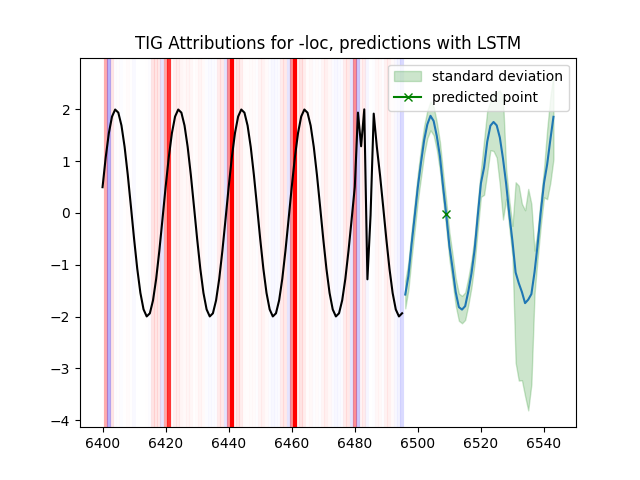 TIG Attributions for -loc, predictions with LSTM
standard deviation
predicted point
2
1
0
−1
−2
−3
−4
6400 6420 6440 6460 6480 6500 6520 6540